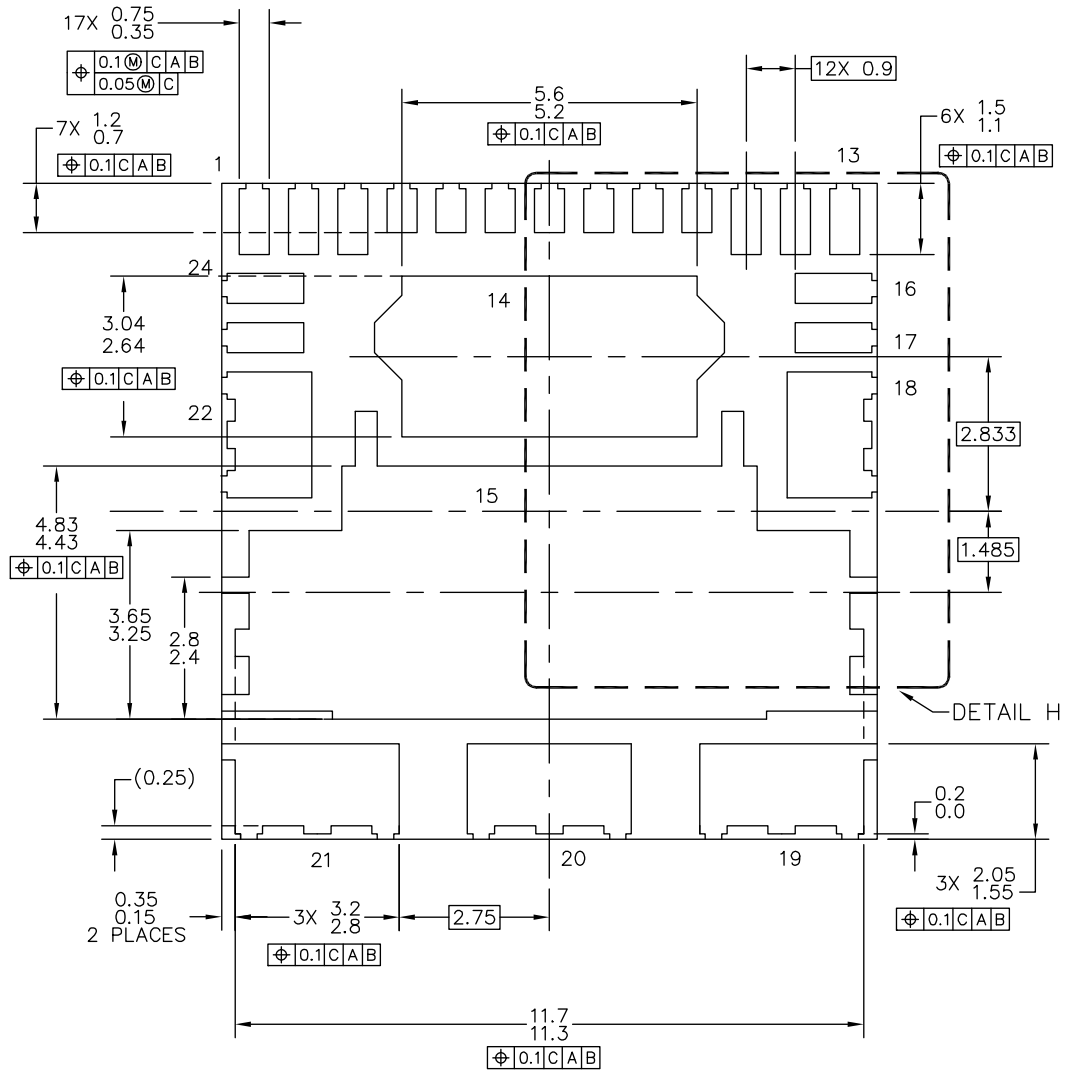 17X 0.75
0.35
⌖ 0.1Ⓜ C A B
0.05Ⓜ C
5.6
5.2
⌖ 0.1 C A B
12X 0.9
7X 1.2
0.7
⌖ 0.1 C A B
6X 1.5
1.1
⌖ 0.1 C A B
1
13
24
14
16
3.04
2.64
⌖ 0.1 C A B
17
18
22
2.833
15
4.83
4.43
⌖ 0.1 C A B
1.485
3.65
3.25
2.8
2.4
DETAIL H
(0.25)
0.2
0.0
21
20
19
0.35
0.15
2 PLACES
3X 3.2
2.8
⌖ 0.1 C A B
2.75
3X 2.05
1.55
⌖ 0.1 C A B
11.7
11.3
⌖ 0.1 C A B